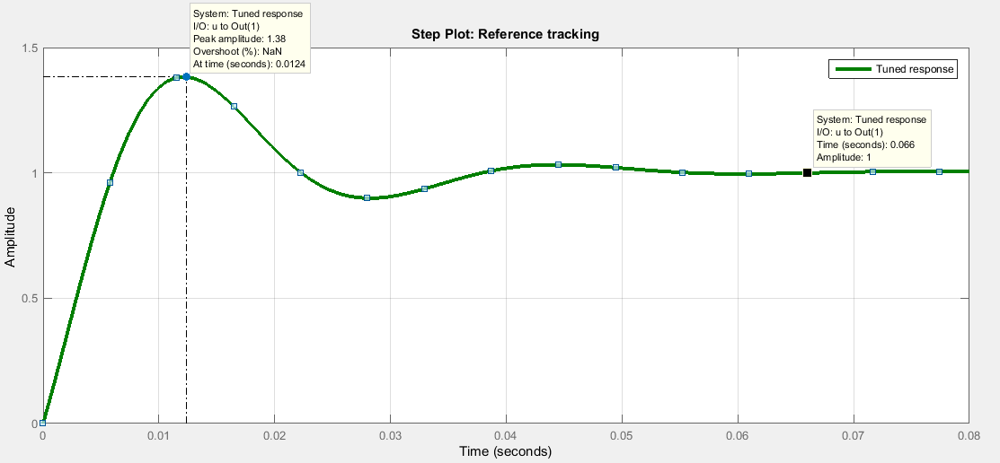 System: Tuned response
I/O: u to Out(1)
Peak amplitude: 1.38
Overshoot (%): NaN
At time (seconds): 0.0124
Step Plot: Reference tracking
Tuned response
System: Tuned response
I/O: u to Out(1)
Time (seconds): 0.066
Amplitude: 1
Amplitude
1.5
1
0.5
0
0 0.01 0.02 0.03 0.04 0.05 0.06 0.07 0.08
Time (seconds)